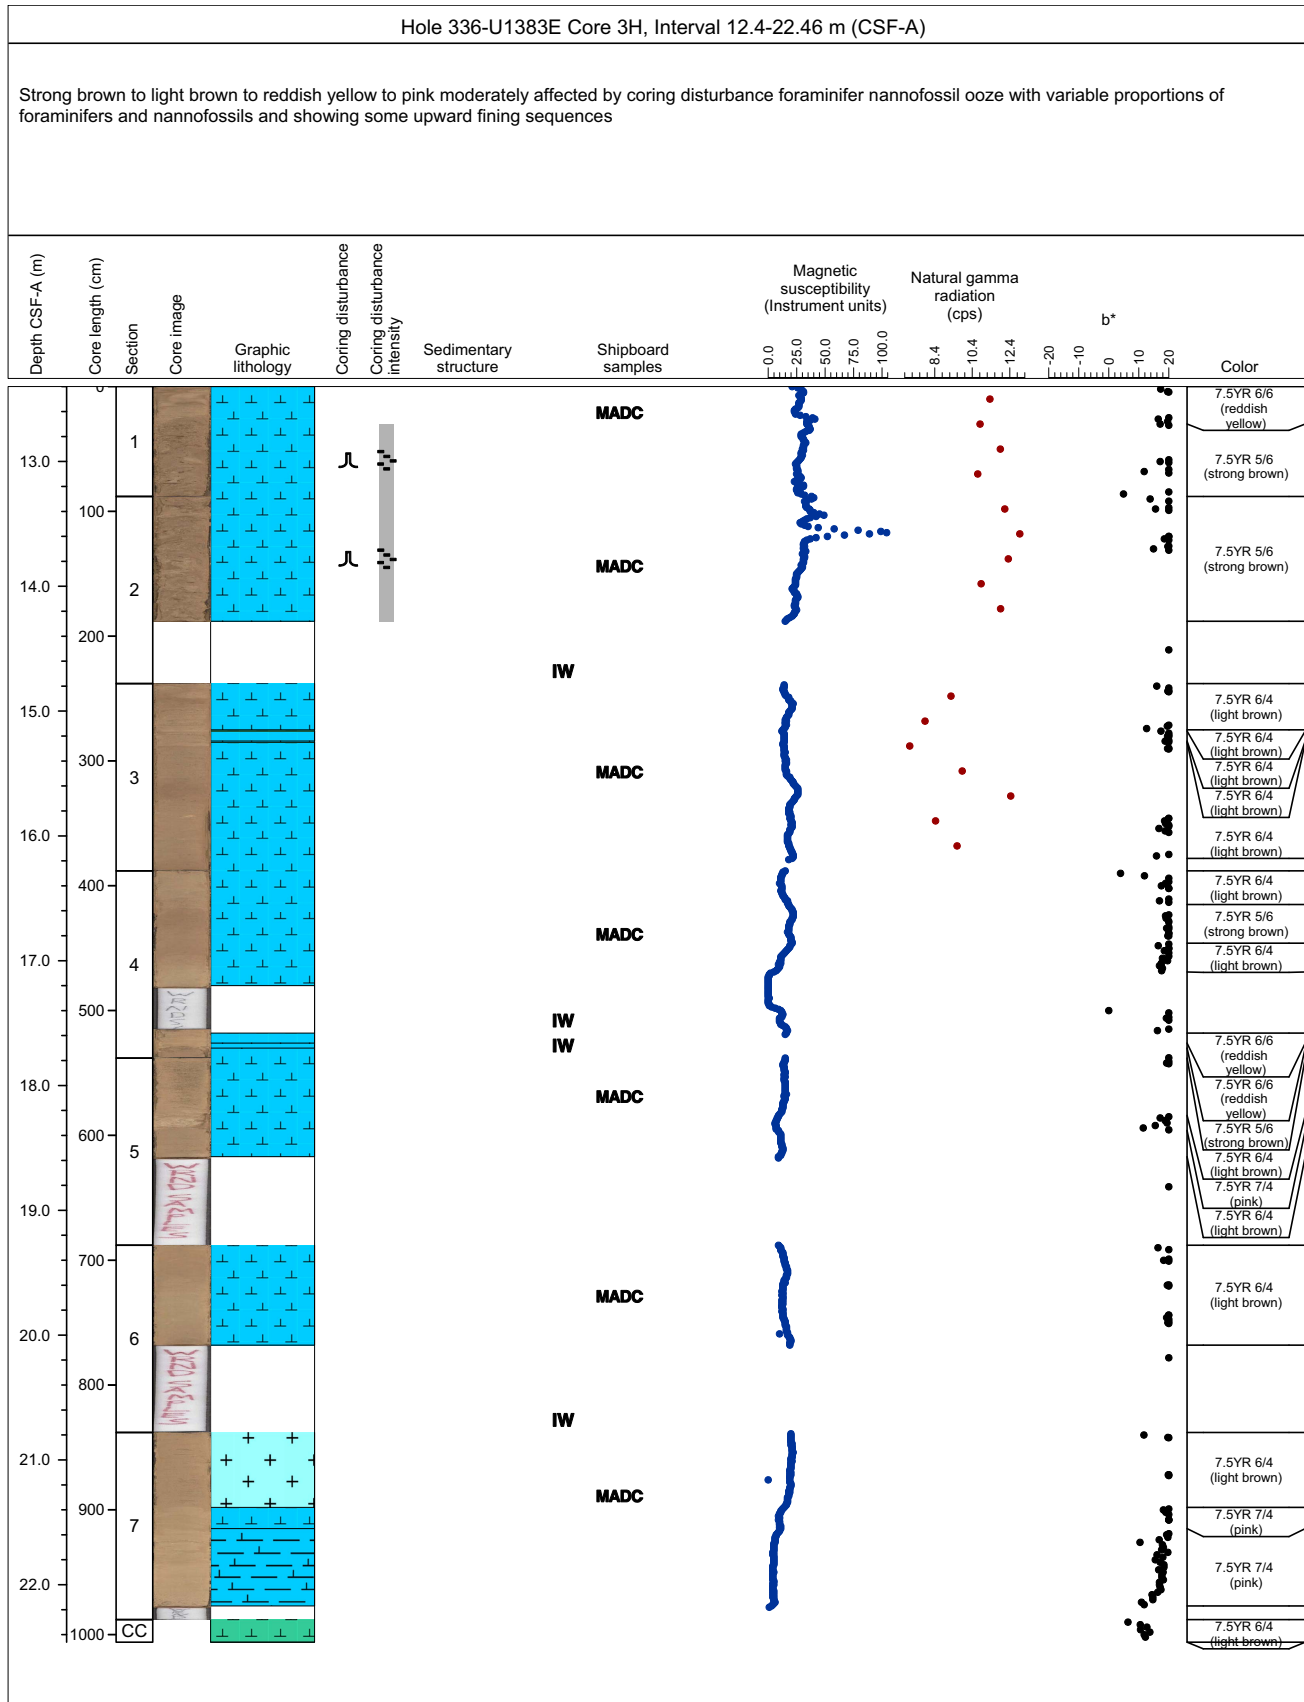 Hole 336-U1383E Core 3H, Interval 12.4-22.46 m (CSF-A)
Strong brown to light brown to reddish yellow to pink moderately affected by coring disturbance foraminifer nannofossil ooze with variable proportions of
foraminifers and nannofossils and showing some upward fining sequences
Depth CSF-A (m)
Core length (cm)
Section
Core image
Graphic
lithology
Coring disturbance
Coring disturbance
intensity
Sedimentary
structure
Shipboard
samples
Magnetic
susceptibility
(Instrument units)
0.0 25.0 50.0 75.0 100.0
Natural gamma
radiation
(cps)
8.4 10.4 12.4
b*
-20 -10 0 10 20
Color
0
MADC
7.5YR 6/6
(reddish
yellow)
1
13.0
7.5YR 5/6
(strong brown)
100
MADC
7.5YR 5/6
(strong brown)
14.0
2
200
IW
15.0
7.5YR 6/4
(light brown)
7.5YR 6/4
(light brown)
300
3
MADC
7.5YR 6/4
(light brown)
7.5YR 6/4
(light brown)
16.0
7.5YR 6/4
(light brown)
400
7.5YR 6/4
(light brown)
MADC
7.5YR 5/6
(strong brown)
17.0
4
7.5YR 6/4
(light brown)
500
IW
IW
7.5YR 6/6
(reddish
yellow)
18.0
MADC
7.5YR 6/6
(reddish
yellow)
600
5
7.5YR 5/6
(strong brown)
7.5YR 6/4
(light brown)
7.5YR 7/4
(pink)
19.0
7.5YR 6/4
(light brown)
700
MADC
7.5YR 6/4
(light brown)
20.0
6
800
IW
21.0
7.5YR 6/4
(light brown)
MADC
900
7
7.5YR 7/4
(pink)
22.0
7.5YR 7/4
(pink)
1000
CC
7.5YR 6/4
(light brown)